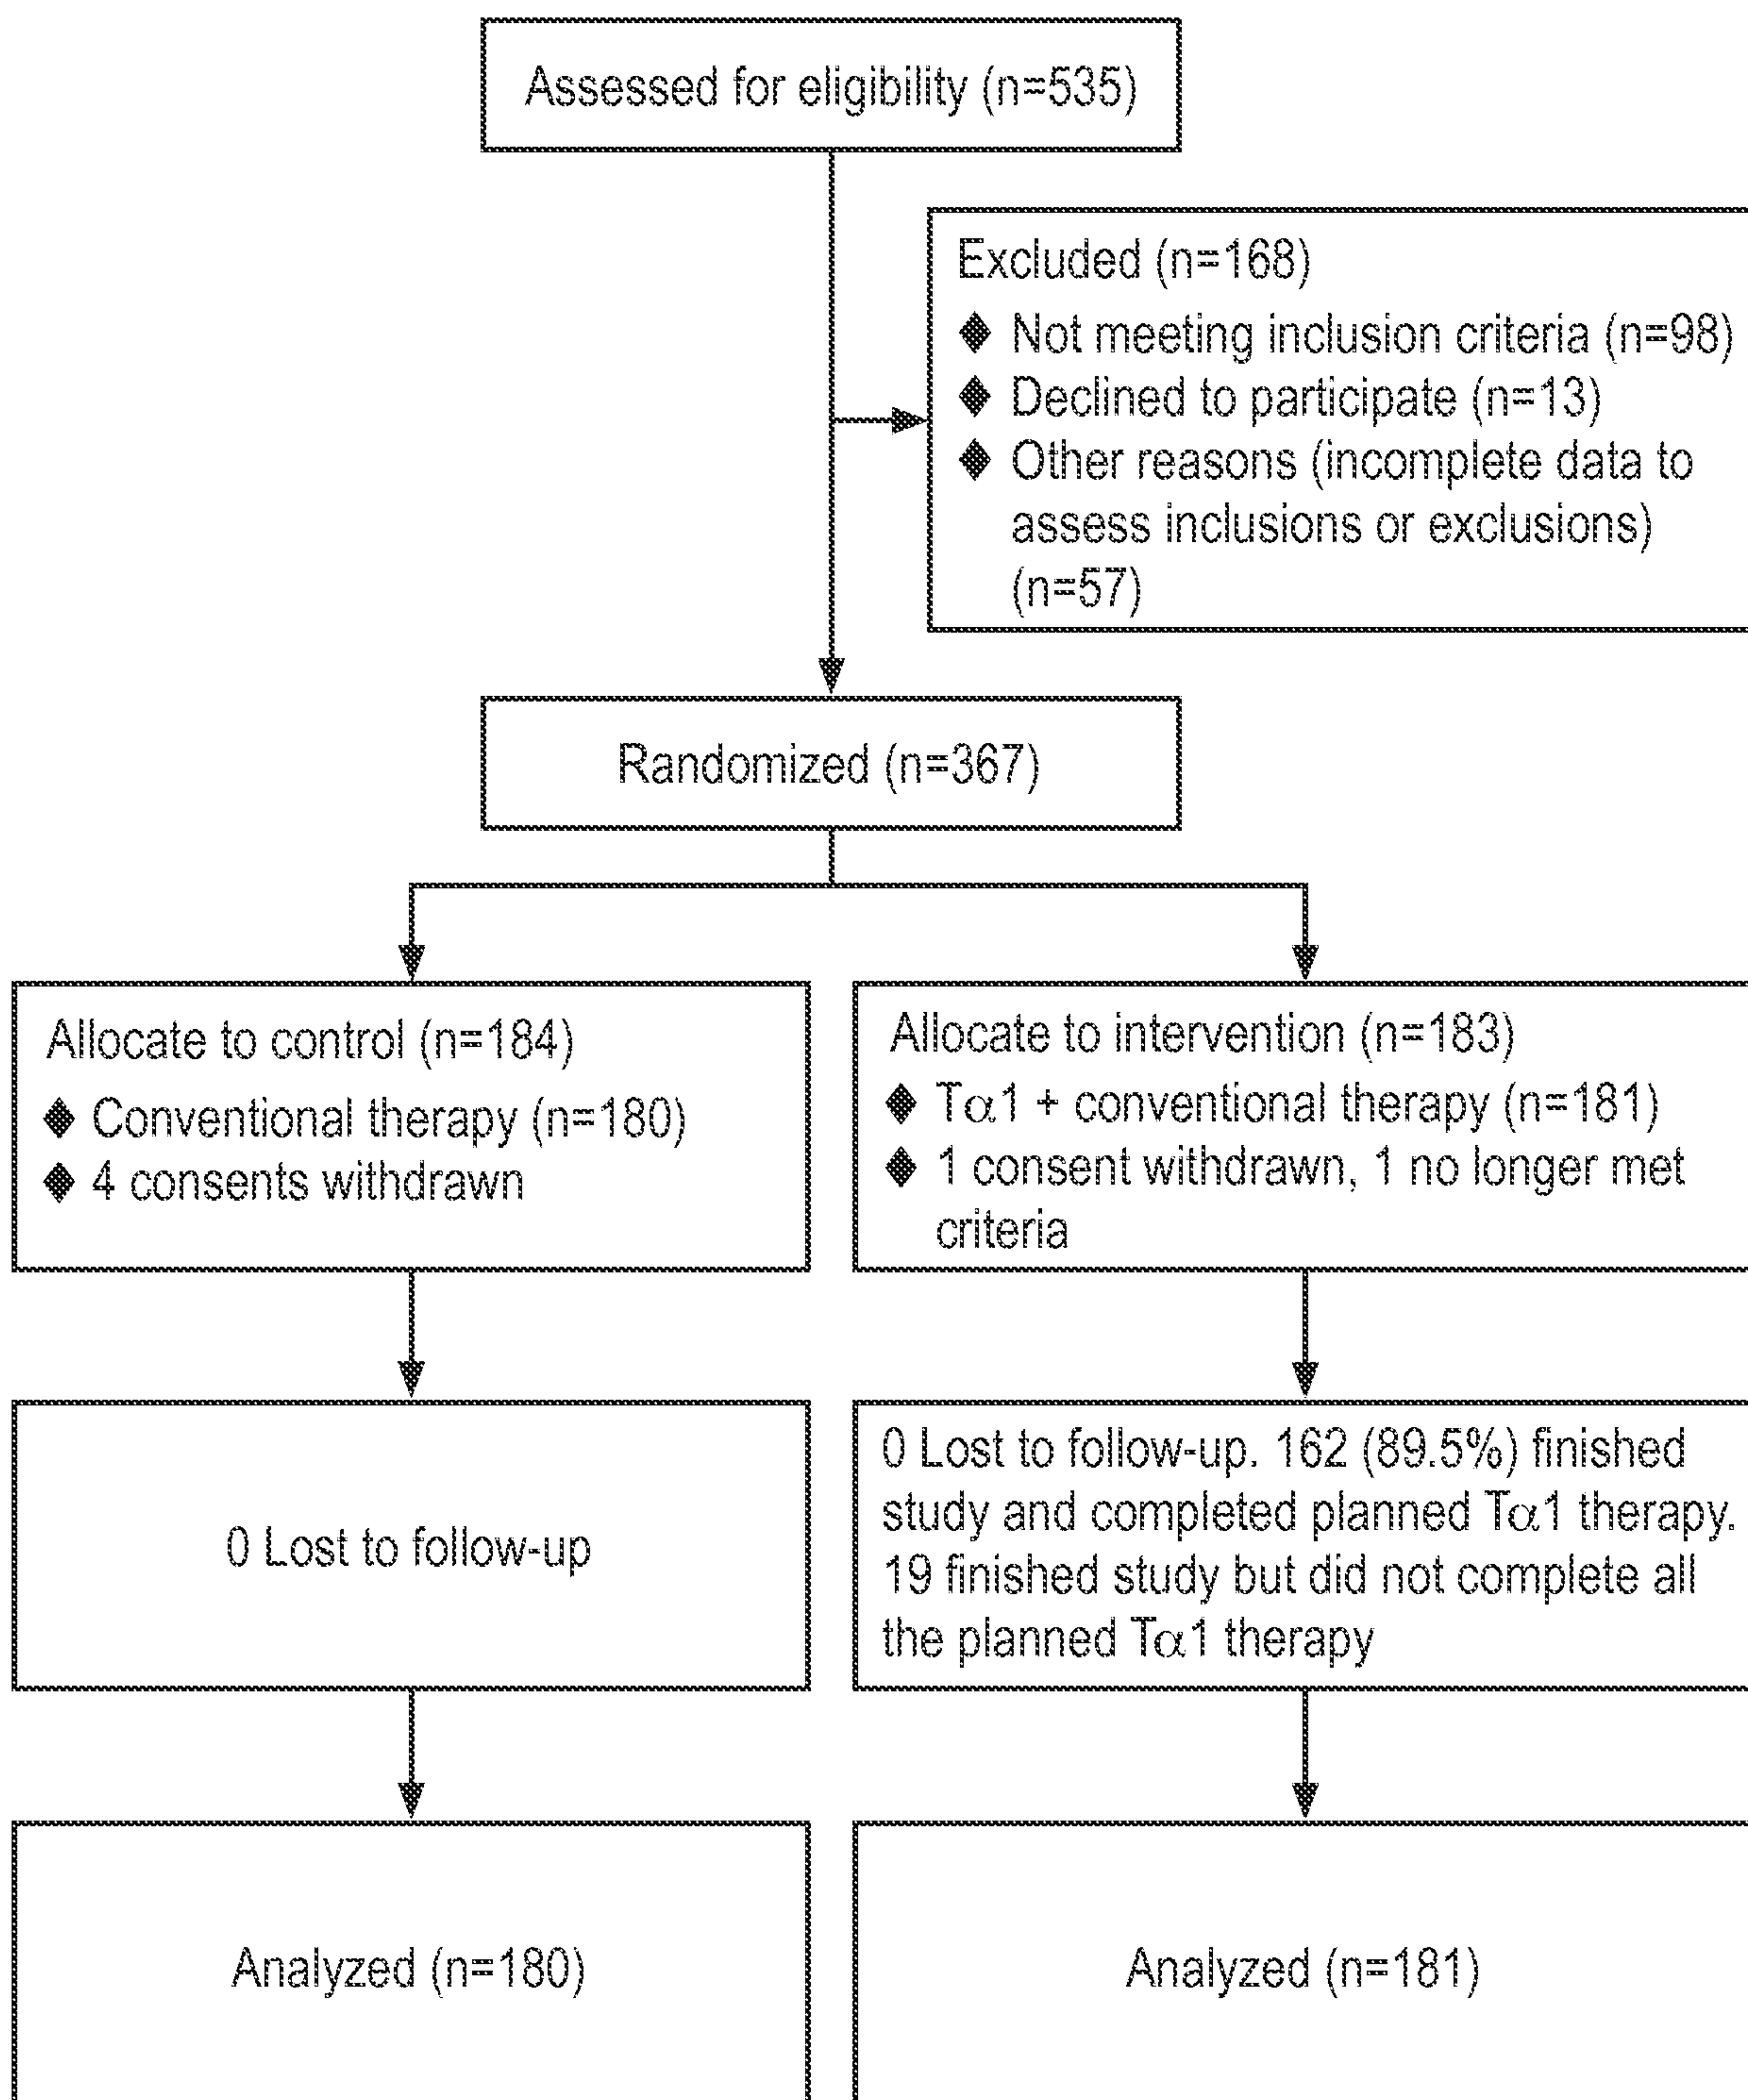 Assessed for eligibility (n=535)
Excluded (n=168)
♦ Not meeting inclusion criteria (n=98)
♦ Declined to participate (n=13)
♦ Other reasons (incomplete data to
assess inclusions or exclusions)
(n=57)
Randomized (n=367)
Allocate to control (n=184)
♦ Conventional therapy (n=180)
♦ 4 consents withdrawn
Allocate to intervention (n=183)
♦ Tα1 + conventional therapy (n=181)
♦ 1 consent withdrawn, 1 no longer met
criteria
0 Lost to follow-up
0 Lost to follow-up. 162 (89.5%) finished
study and completed planned Tα1 therapy.
19 finished study but did not complete all
the planned Tα1 therapy
Analyzed (n=180)
Analyzed (n=181)